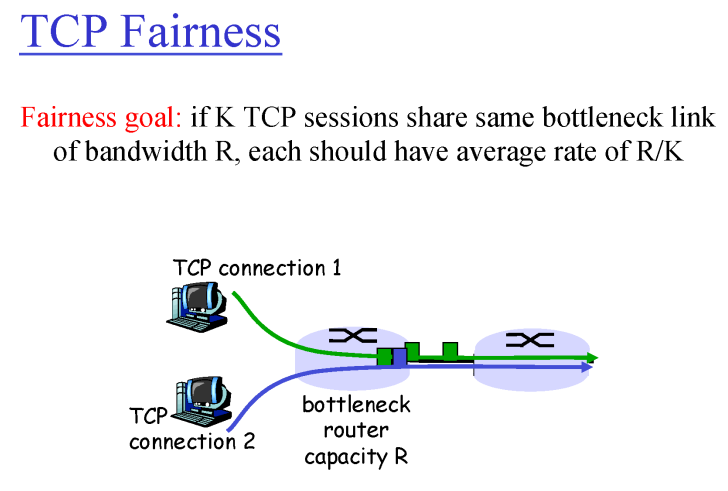 TCP Fairness
Fairness goal: if K TCP sessions share same bottleneck link
of bandwidth R, each should have average rate of R/K
TCP connection 1
TCP
connection 2
bottleneck
router
capacity R